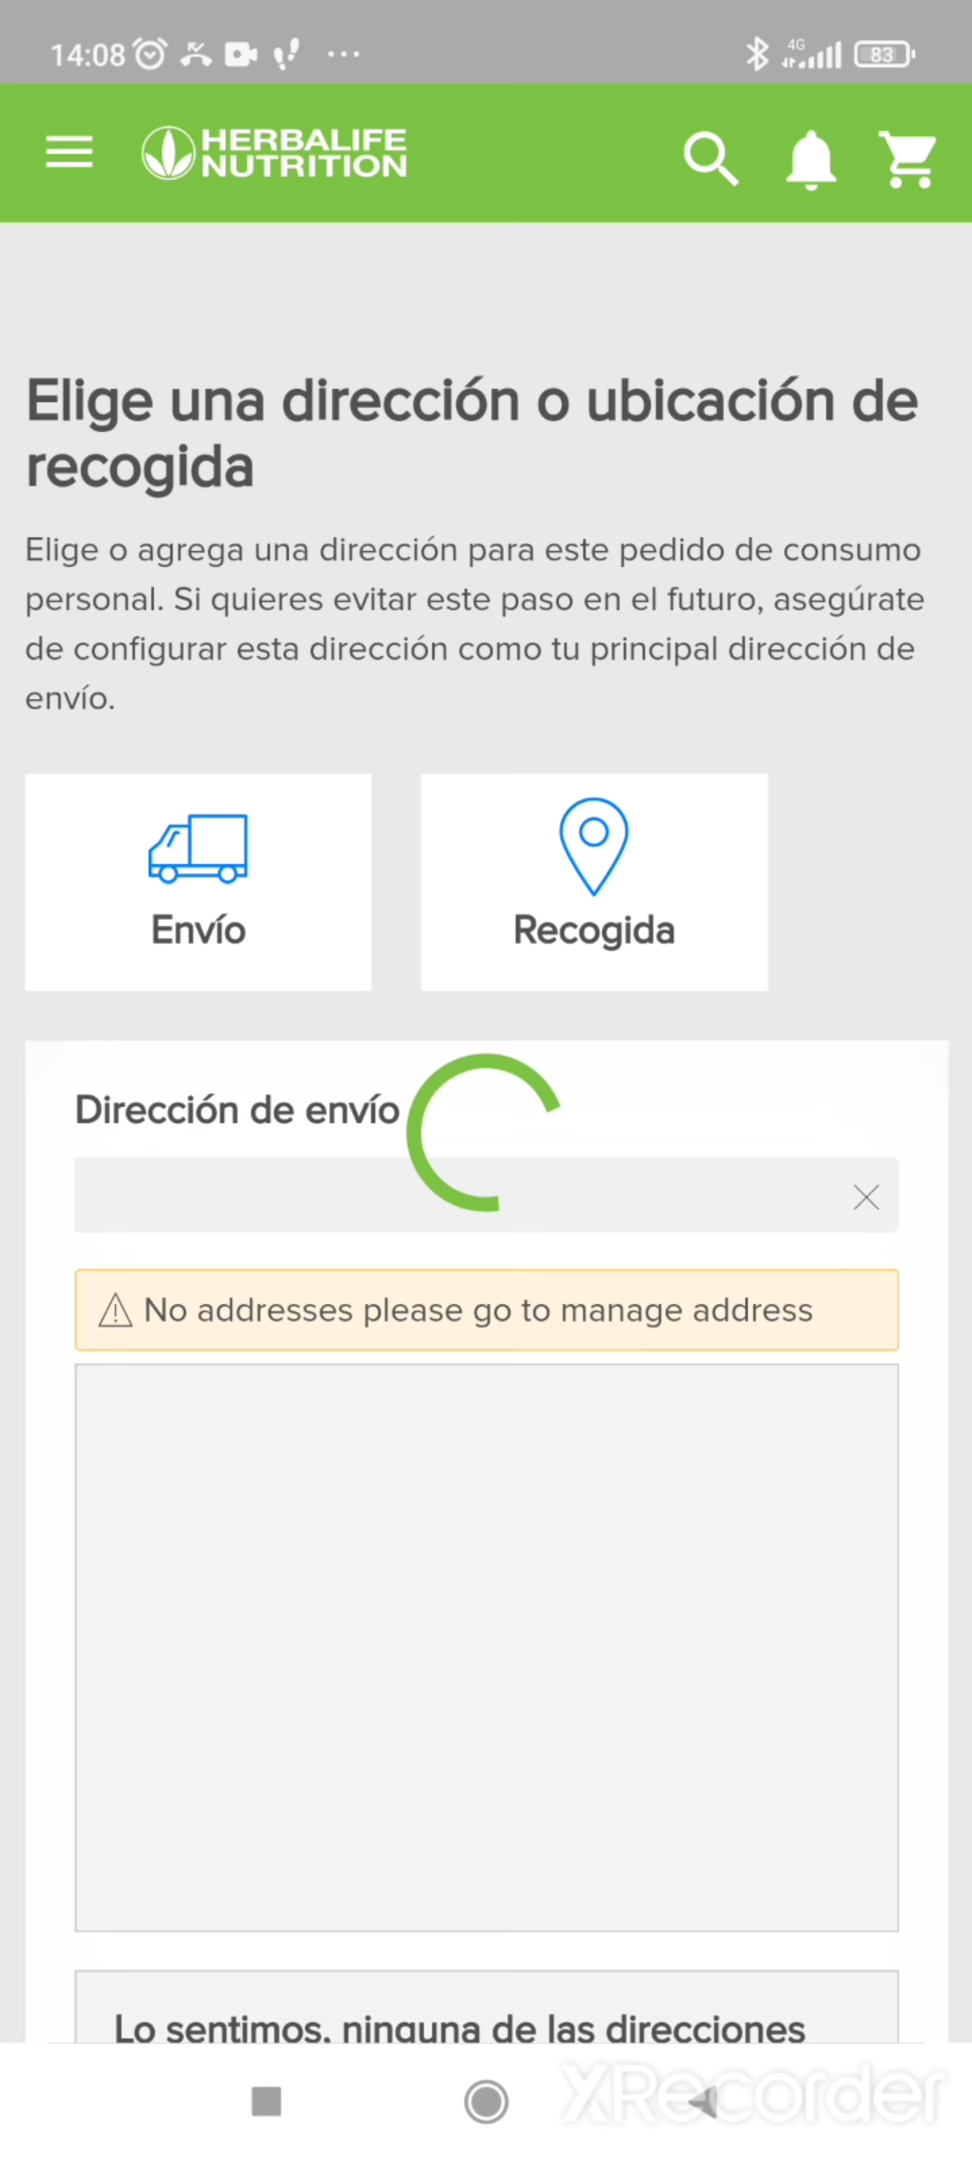 14:08
4G
83
HERBALIFE
NUTRITION
Elige una dirección o ubicación de
recogida
Elige o agrega una dirección para este pedido de consumo
personal. Si quieres evitar este paso en el futuro, asegúrate
de configurar esta dirección como tu principal dirección de
envío.
Envío
Recogida
Dirección de envío
No addresses please go to manage address
Lo sentimos, ninguna de las direcciones
XRecorder